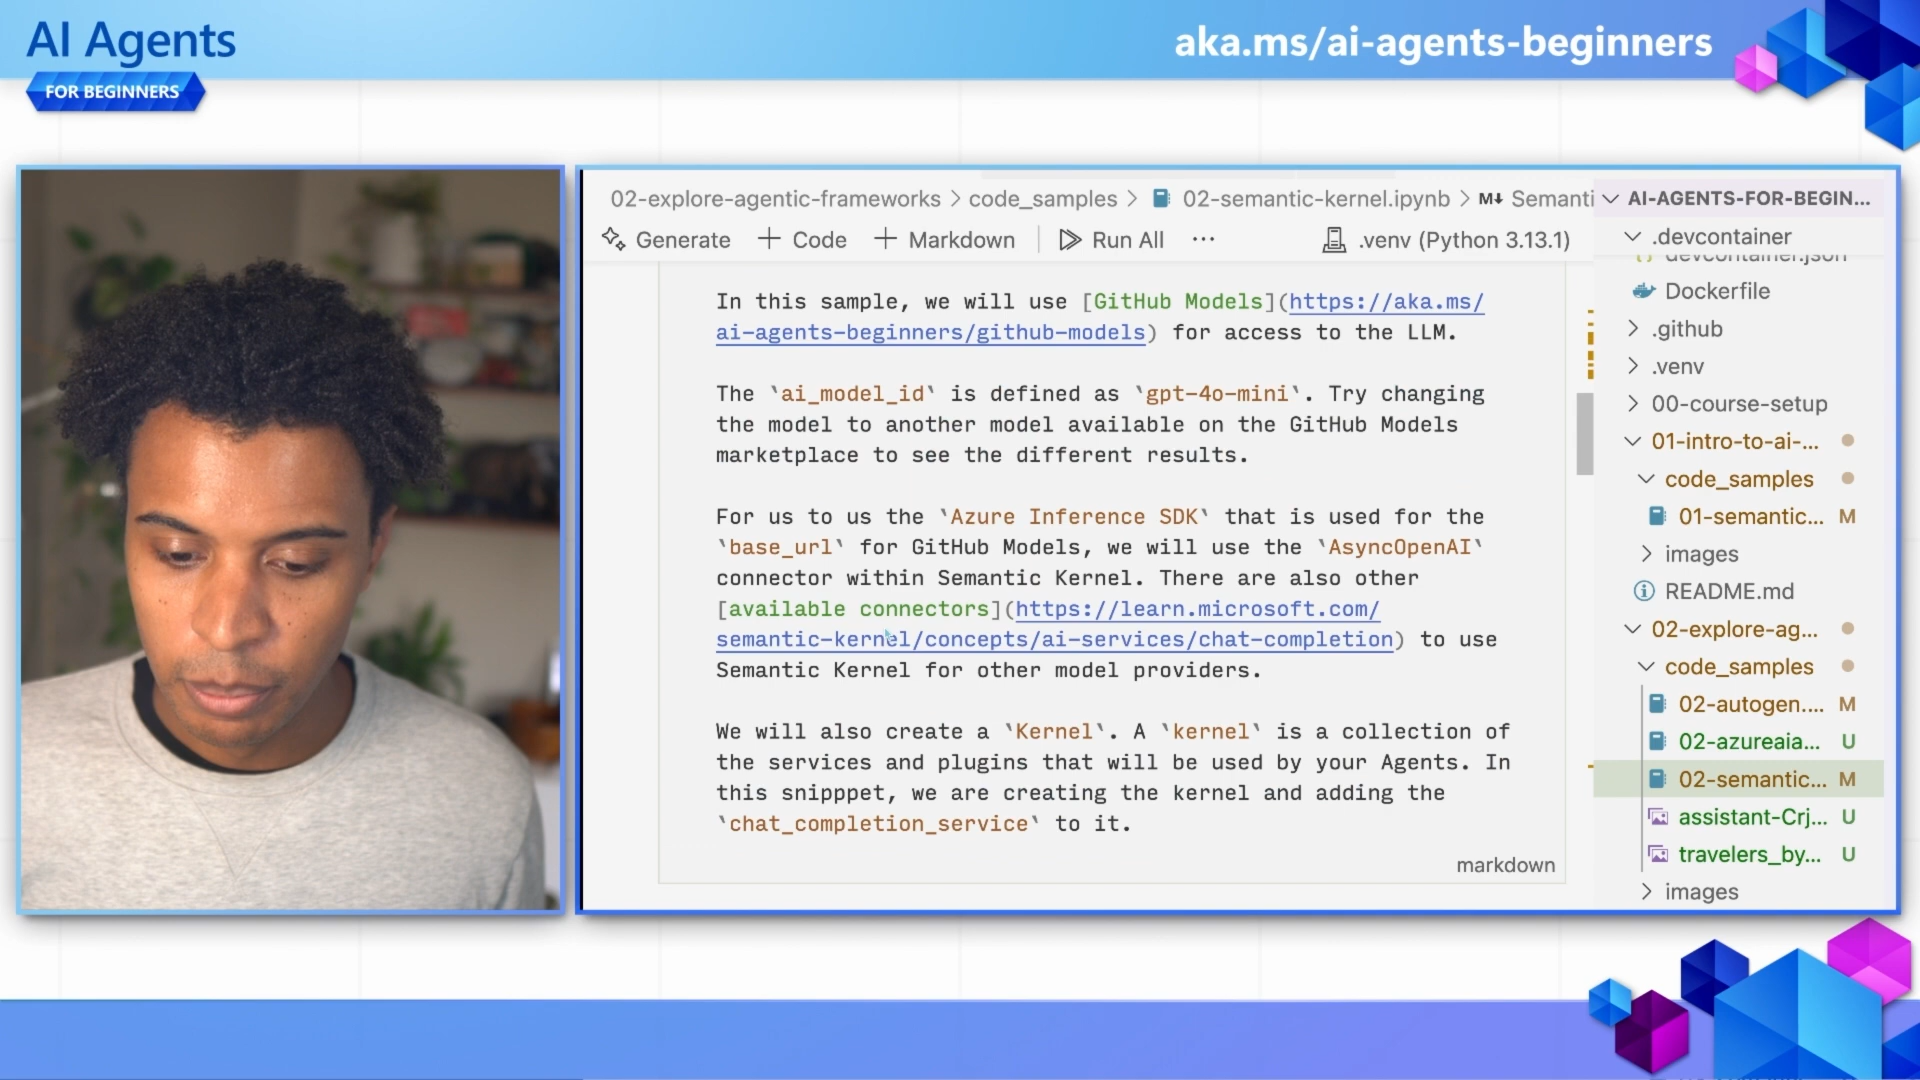 AI Agents
FOR BEGINNERS
aka.ms/ai-agents-beginners
02-explore-agentic-frameworks > code_samples > 02-semantic-kernel.ipynb > M↓ Semanti
Generate + Code + Markdown | Run All ··· .venv (Python 3.13.1)
In this sample, we will use [GitHub Models](https://aka.ms/
ai-agents-beginners/github-models) for access to the LLM.
The `ai_model_id` is defined as `gpt-4o-mini`. Try changing
the model to another model available on the GitHub Models
marketplace to see the different results.
For us to us the `Azure Inference SDK` that is used for the
`base_url` for GitHub Models, we will use the `AsyncOpenAI`
connector within Semantic Kernel. There are also other
[available connectors](https://learn.microsoft.com/
semantic-kernel/concepts/ai-services/chat-completion) to use
Semantic Kernel for other model providers.
We will also create a `Kernel`. A `kernel` is a collection of
the services and plugins that will be used by your Agents. In
this snipppet, we are creating the kernel and adding the
`chat_completion_service` to it.
markdown
AI-AGENTS-FOR-BEGIN...
.devcontainer
devcontainer.json
Dockerfile
.github
.venv
00-course-setup
01-intro-to-ai-...
code_samples
01-semantic... M
images
README.md
02-explore-ag...
code_samples
02-autogen.... M
02-azureaia... U
02-semantic... M
assistant-Crj... U
travelers_by... U
images